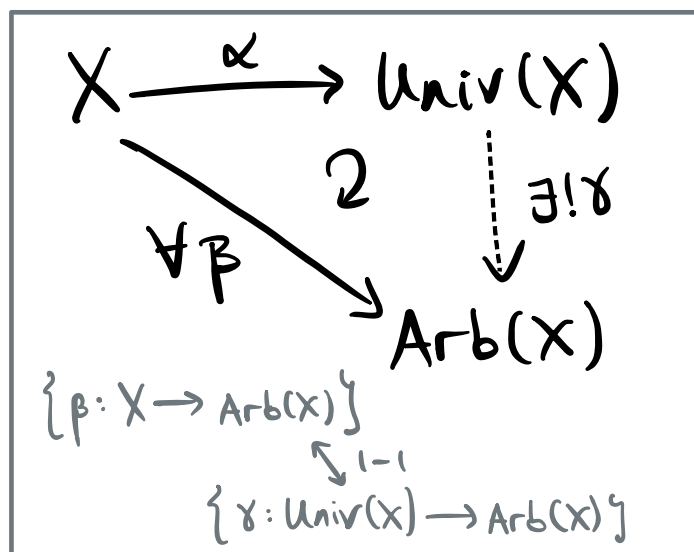 α
X → Univ(X)
∃!γ
∀β
Arb(X)
{β: X → Arb(X)}
↕ 1-1
{γ: Univ(X) → Arb(X)}